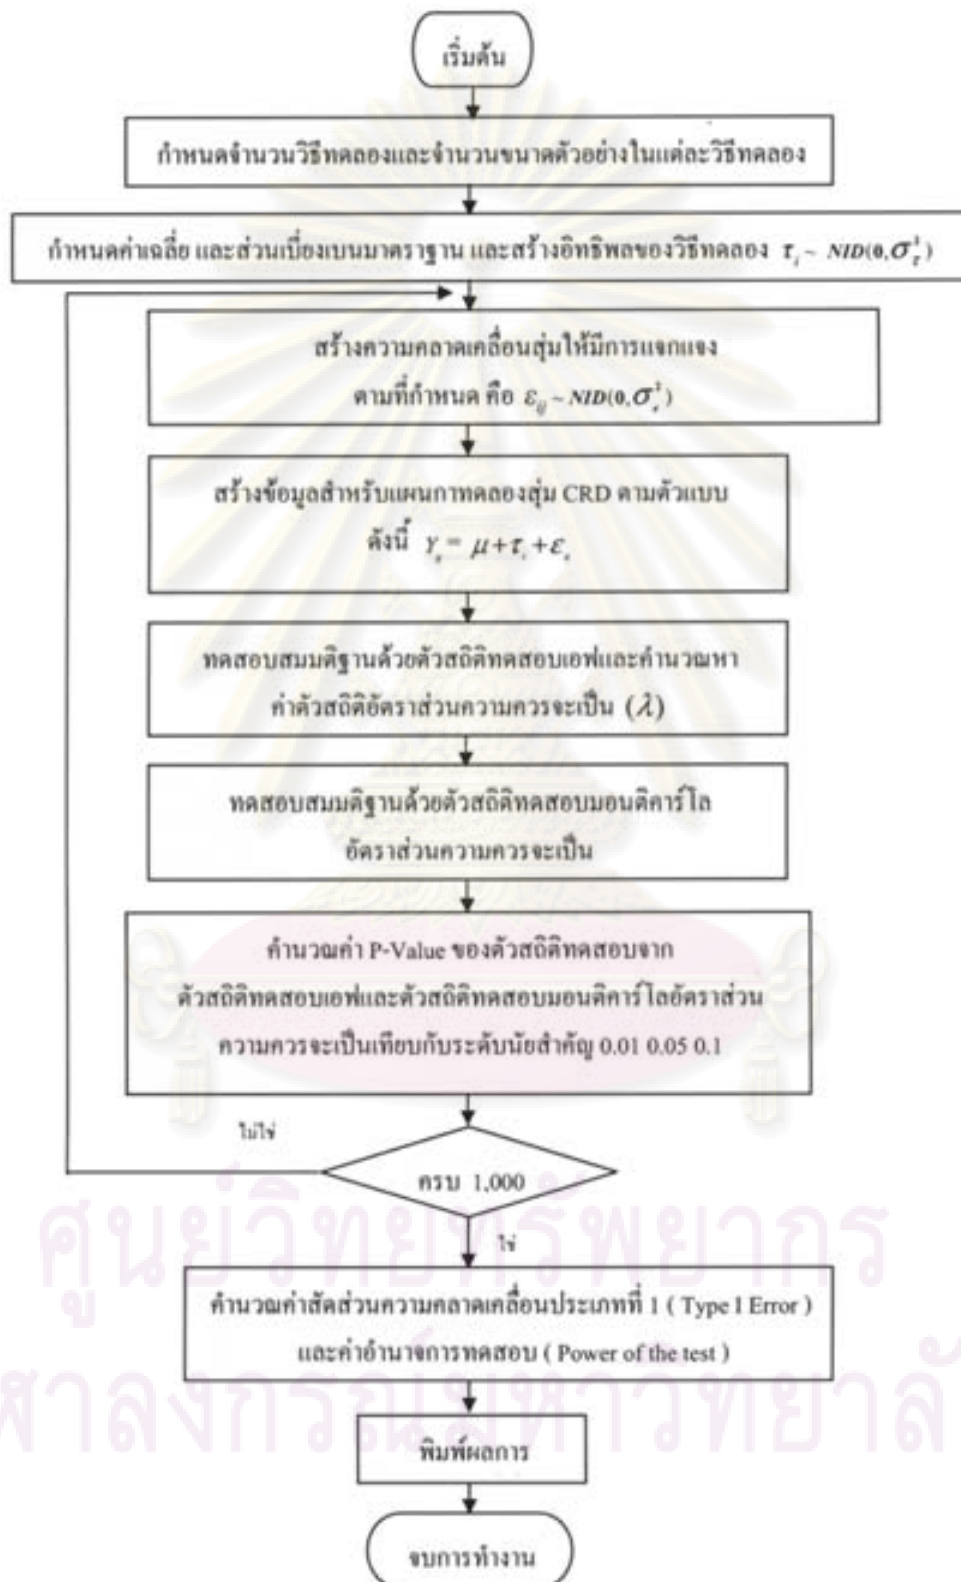 เริ่มต้น
กำหนดจำนวนวิธีทดลองและจำนวนขนาดตัวอย่างในแต่ละวิธีทดลอง
กำหนดค่าเฉลี่ย และส่วนเบี่ยงเบนมาตราฐาน และสร้างอิทธิพลของวิธีทดลอง τᵢ ~ NID(0,σ²τ)
สร้างความคลาดเคลื่อนสุ่มให้มีการแจกแจง
ตามที่กำหนด คือ εᵢⱼ ~ NID(0,σ²ₑ)
สร้างข้อมูลสำหรับแผนกาทดลองสุ่ม CRD ตามตัวแบบ
ดังนี้ Y = μ+τᵢ+ε
ทดสอบสมมติฐานด้วยตัวสถิติทดสอบเอฟและคำนวณหา
ค่าตัวสถิติอัตราส่วนความควรจะเป็น (λ)
ทดสอบสมมติฐานด้วยตัวสถิติทดสอบมอนติคาร์โล
อัตราส่วนความควรจะเป็น
คำนวณค่า P-Value ของตัวสถิติทดสอบจาก
ตัวสถิติทดสอบเอฟและตัวสถิติทดสอบมอนติคาร์โลอัตราส่วน
ความควรจะเป็นเทียบกับระดับนัยสำคัญ 0.01 0.05 0.1
ไม่ใช่
ครบ 1,000
ใช่
คำนวณค่าสัดส่วนความคลาดเคลื่อนประเภทที่ 1 ( Type I Error )
และค่าอำนาจการทดสอบ ( Power of the test )
พิมพ์ผลการ
จบการทำงาน
ศูนย์วิทยทรัพยากร
ฬาลงกรณ์มหาวิทยาลั